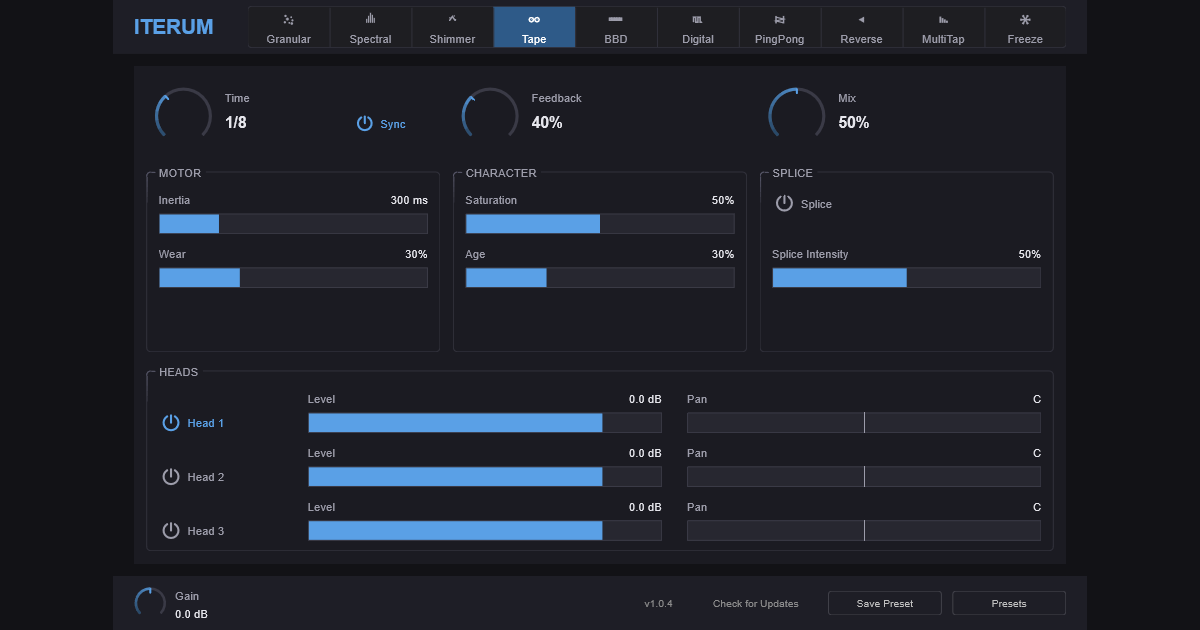 ITERUM
Granular Spectral Shimmer Tape BBD Digital PingPong Reverse MultiTap Freeze
Time Feedback Mix
1/8 Sync 40% 50%
MOTOR CHARACTER SPLICE
Inertia 300 ms Saturation 50% Splice
Wear 30% Age 30% Splice Intensity 50%
HEADS
Level 0.0 dB Pan C
Head 1
Level 0.0 dB Pan C
Head 2
Level 0.0 dB Pan C
Head 3
Gain
0.0 dB
v1.0.4 Check for Updates Save Preset Presets